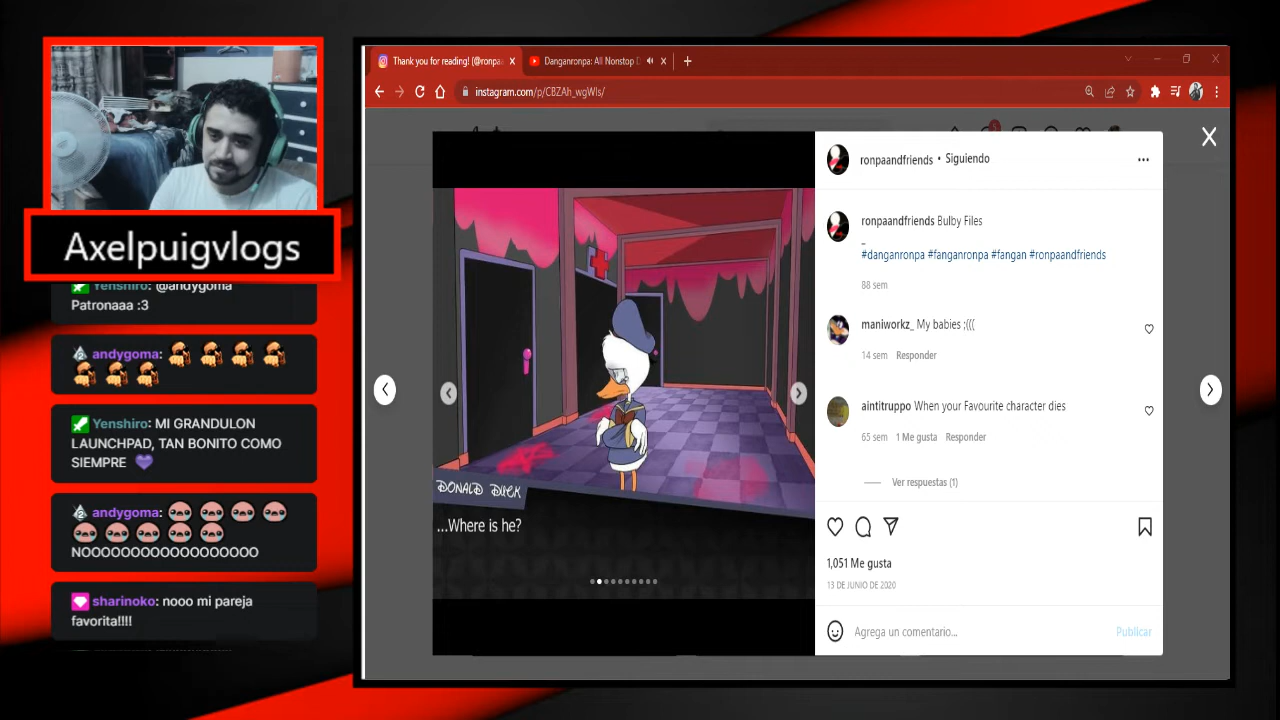 Axelpuigvlogs
Yenshiro: @andygoma
Patronaaa :3
andygoma:
Yenshiro: MI GRANDULON
LAUNCHPAD, TAN BONITO COMO
SIEMPRE
andygoma:
NOOOOOOOOOOOOOOOOOO
sharinoko: nooo mi pareja
favorita!!!!
Thank you for reading! (@ronpaa
Danganronpa: All Nonstop D
instagram.com/p/CBZAh_wgWIs/
DONALD DUCK
...Where is he?
ronpaandfriends • Siguiendo
ronpaandfriends Bulby Files
_
#danganronpa #fanganronpa #fangan #ronpaandfriends
88 sem
maniworkz_ My babies ;(((
14 sem Responder
aintitruppo When your Favourite character dies
65 sem 1 Me gusta Responder
Ver respuestas (1)
1,051 Me gusta
13 DE JUNIO DE 2020
Agrega un comentario...
Publicar